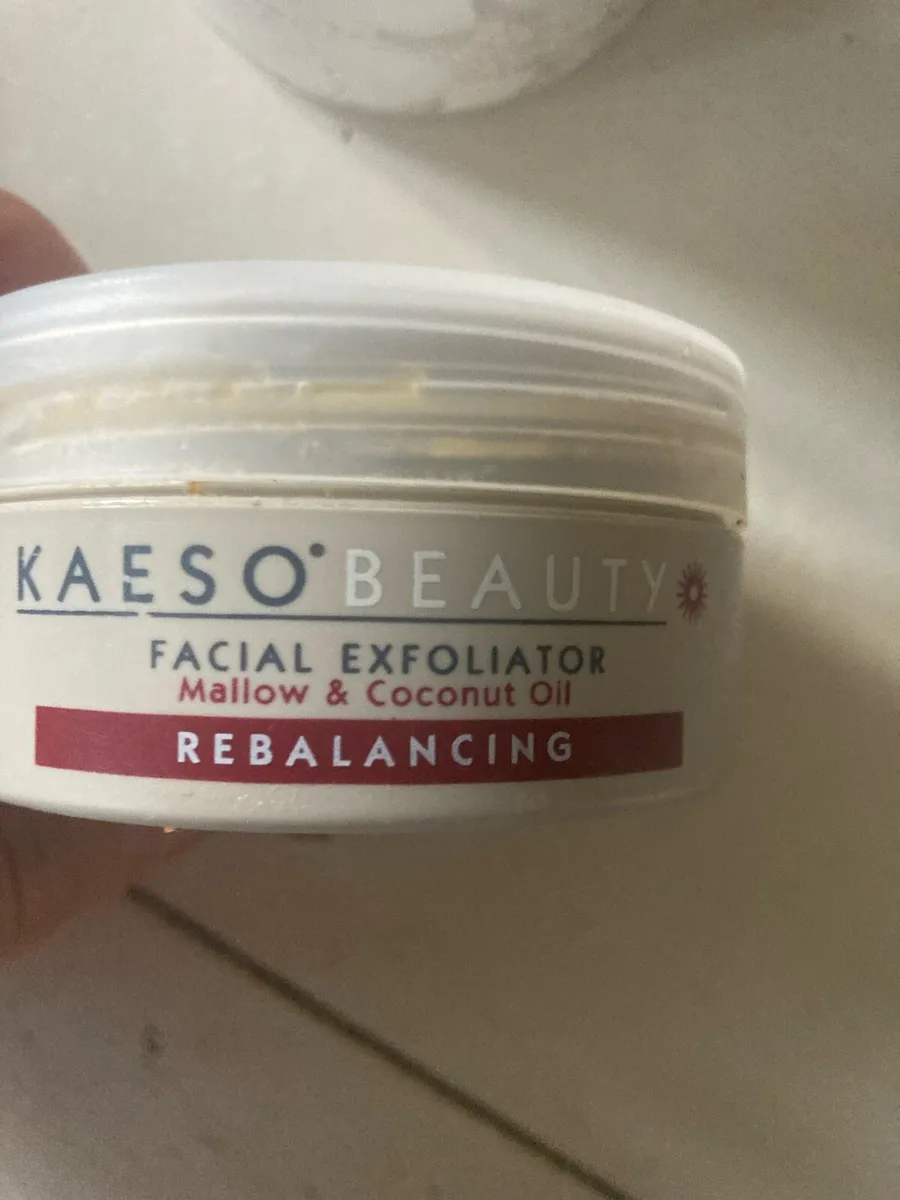 KAESO BEAUTY
FACIAL EXFOLIATOR
Mallow & Coconut Oil
REBALANCING